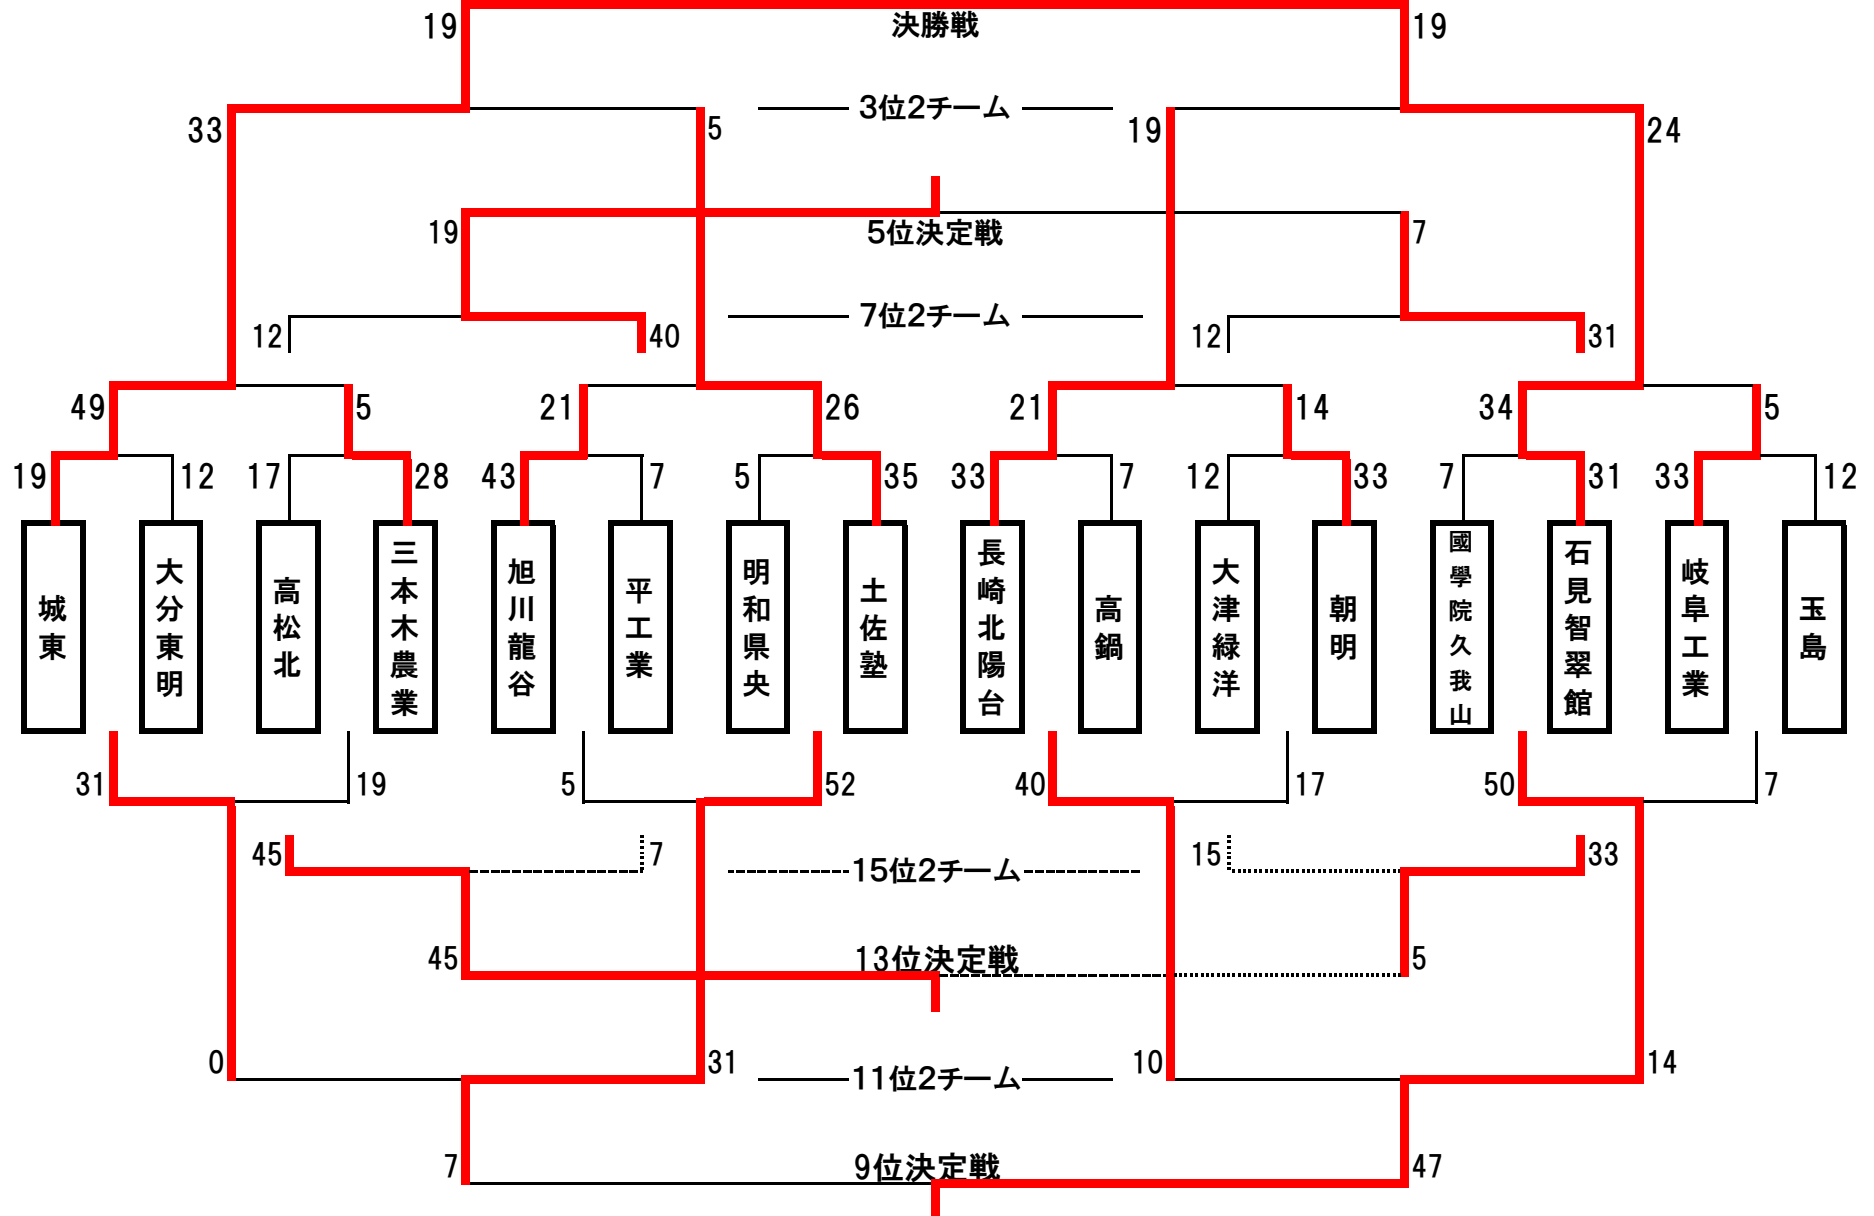 19 決勝戦 19
33 5 3位2チーム 19 24
19 5位決定戦 7
12 40 7位2チーム 12 31
49 5 21 26 21 14 34 5
19 12 17 28 43 7 5 35 33 7 12 33 7 31 33 12
城東
大分東明
高松北
三本木農業
旭川龍谷
平工業
明和県央
土佐塾
長崎北陽台
高鍋
大津緑洋
朝明
國學院久我山
石見智翠館
岐阜工業
玉島
31 19 5 52 40 17 50 7
45 7 15位2チーム 15 33
45 13位決定戦 5
0 31 11位2チーム 10 14
7 9位決定戦 47